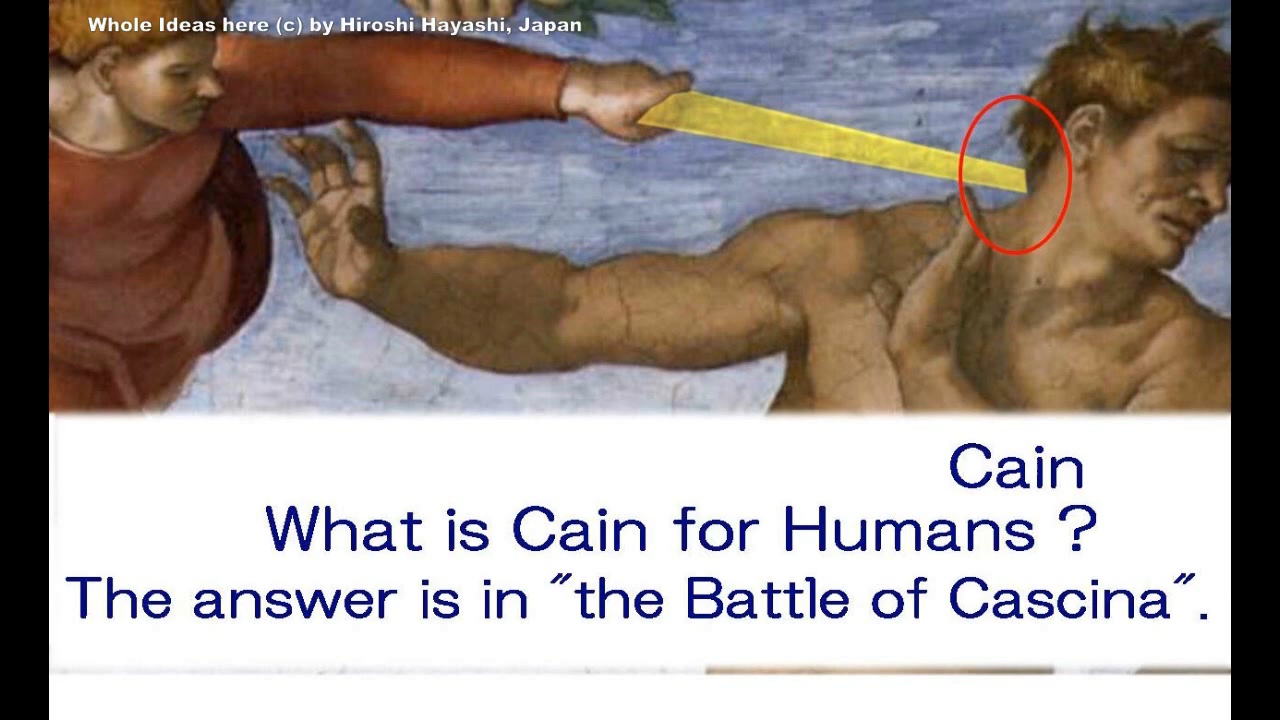 Whole Ideas here (c) by Hiroshi Hayashi, Japan
Cain
What is Cain for Humans ?
The answer is in "the Battle of Cascina".